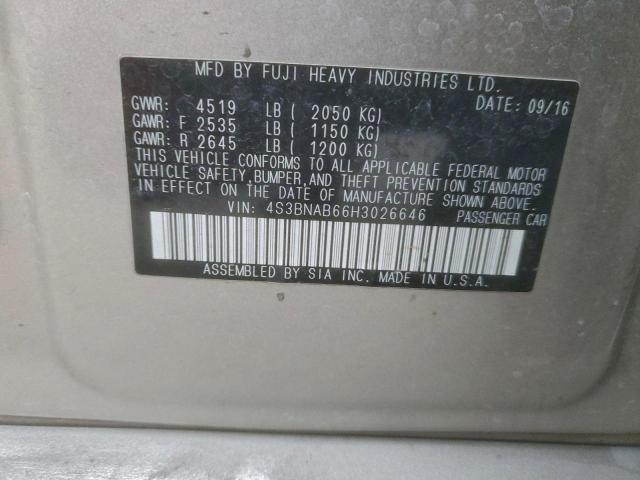 MFD BY FUJI HEAVY INDUSTRIES LTD.
DATE: 09/16
GVWR: 4519 LB ( 2050 KG)
GAWR: F 2535 LB ( 1150 KG)
GAWR: R 2645 LB ( 1200 KG)
THIS VEHICLE CONFORMS TO ALL APPLICABLE FEDERAL MOTOR
VEHICLE SAFETY, BUMPER, AND THEFT PREVENTION STANDARDS
IN EFFECT ON THE DATE OF MANUFACTURE SHOWN ABOVE.
VIN: 4S3BNAB66H3026646 PASSENGER CAR
ASSEMBLED BY SIA INC. MADE IN U.S.A.